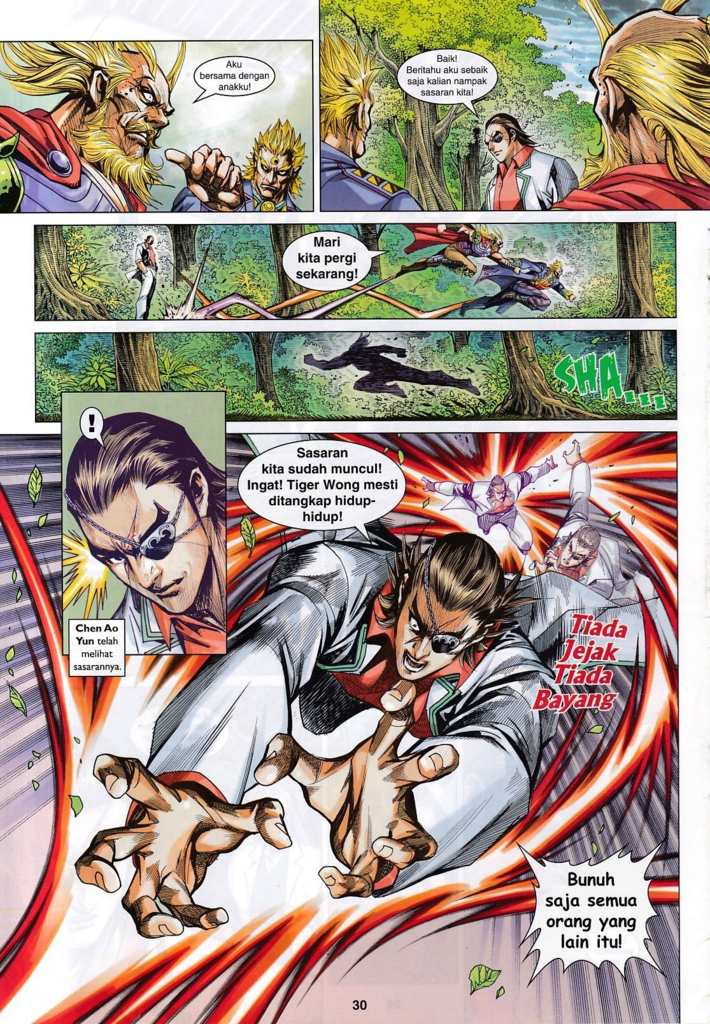 Aku
bersama dengan
anakku!
Baik!
Beritahu aku sebaik
saja kalian nampak
sasaran kita!
Mari
kita pergi
sekarang!
SHA...
!
Chen Ao
Yun telah
melihat
sasarannya.
Sasaran
kita sudah muncul!
Ingat! Tiger Wong mesti
ditangkap hidup-
hidup!
Tiada
Jejak
Tiada
Bayang
Bunuh
saja semua
orang yang
lain itu!
30